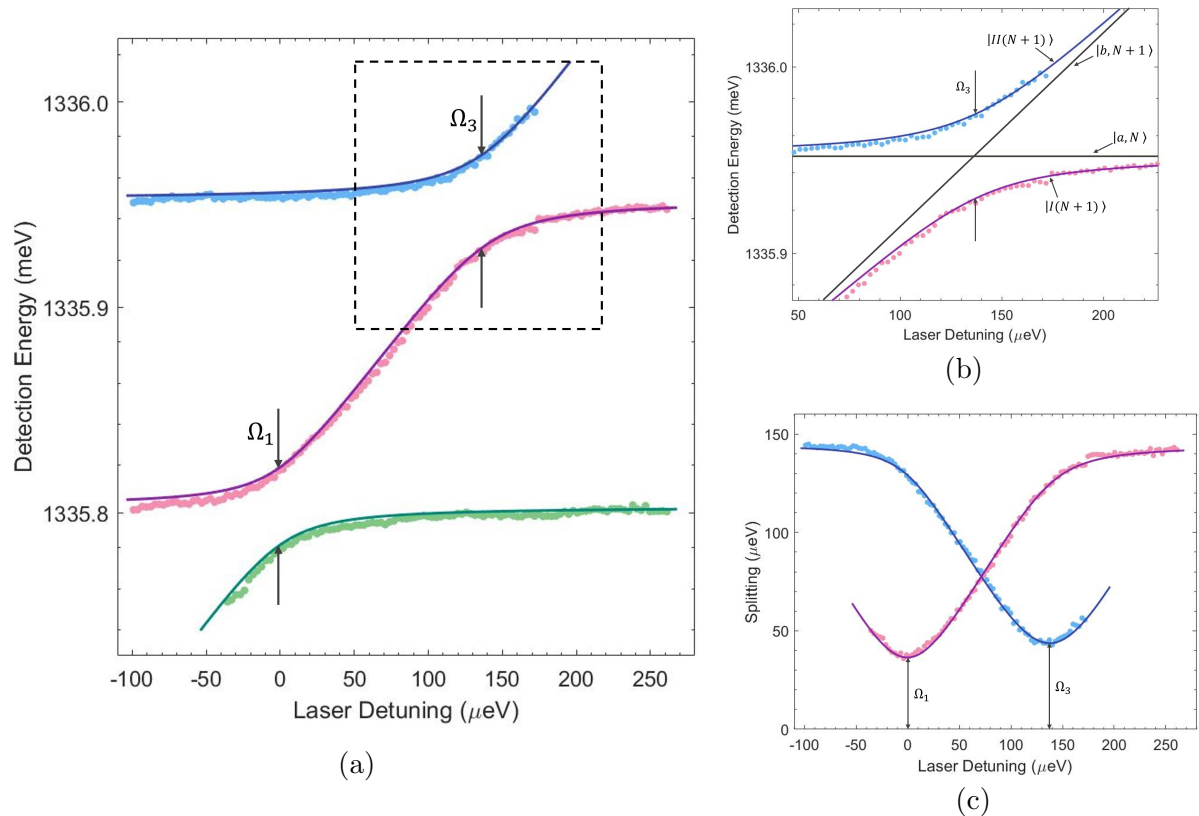 1336.0
1335.9
1335.8
Detection Energy (meV)
Ω₃
Ω₁
-100 -50 0 50 100 150 200 250
Laser Detuning (μeV)
(a)
1336.0
1335.9
Detection Energy (meV)
|II(N + 1) ⟩
|b, N + 1 ⟩
Ω₃
|a, N ⟩
|I(N + 1) ⟩
50 100 150 200
Laser Detuning (μeV)
(b)
150
100
50
0
Splitting (μeV)
Ω₁
Ω₃
-100 -50 0 50 100 150 200 250
Laser Detuning (μeV)
(c)